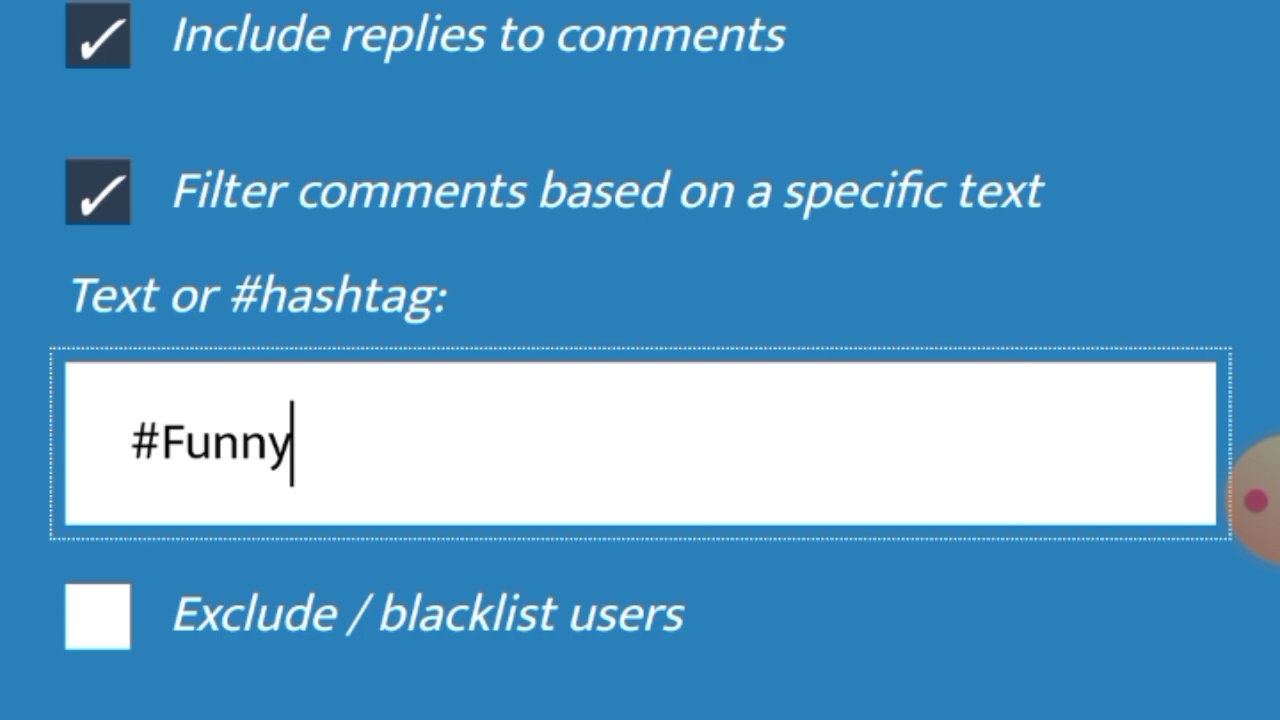 Include replies to comments
Filter comments based on a specific text
Text or #hashtag:
#Funny
Exclude / blacklist users